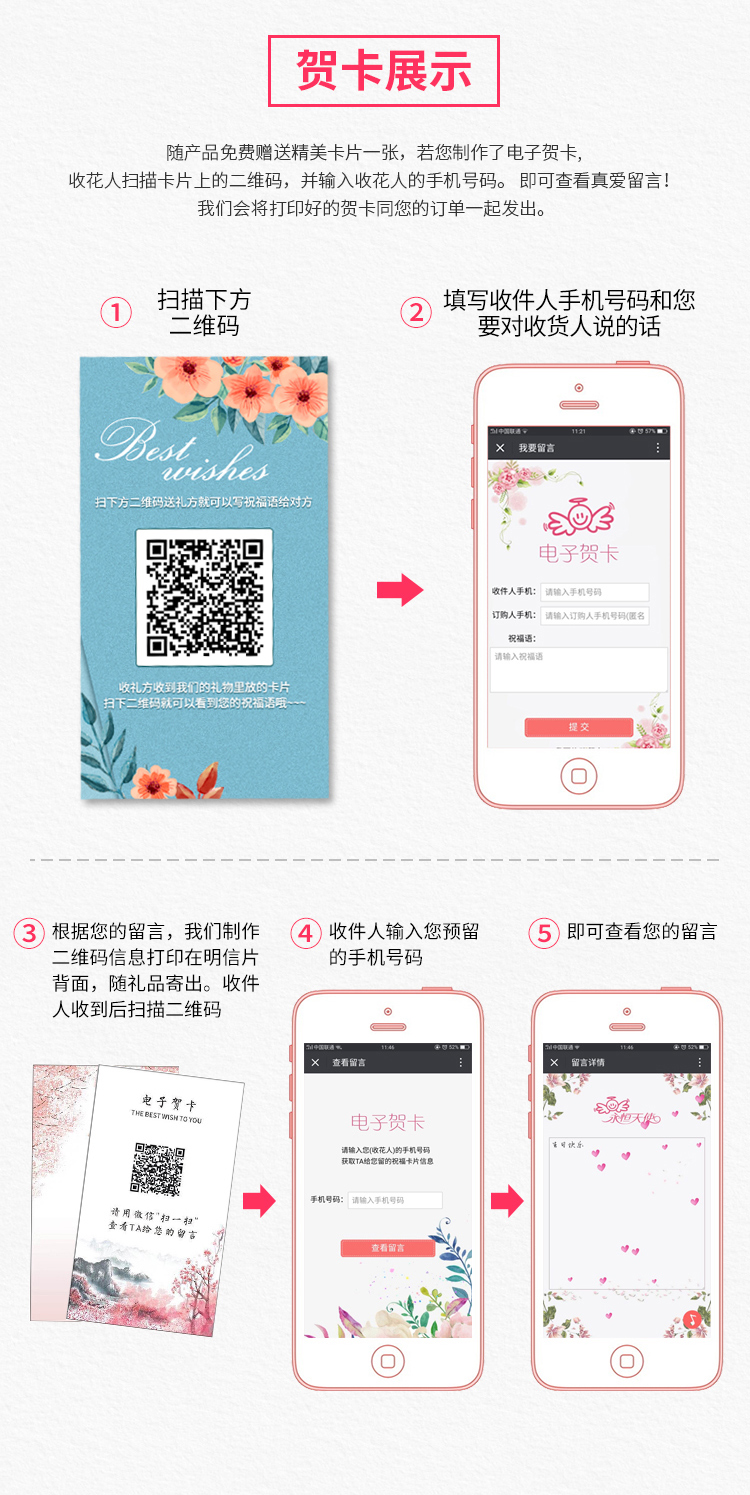 贺卡展示
随产品免费赠送精美卡片一张，若您制作了电子贺卡,
收花人扫描卡片上的二维码，并输入收花人的手机号码。 即可查看真爱留言！
我们会将打印好的贺卡同您的订单一起发出。
① 扫描下方
二维码
② 填写收件人手机号码和您
要对收货人说的话
Best
wishes
扫下方二维码送礼方就可以写祝福语给对方
收礼方收到我们的礼物里放的卡片
扫下二维码就可以看到您的祝福语哦~~~
中国联通 11:21 57%
× 我要留言
电子贺卡
收件人手机： 请输入手机号码
订购人手机： 请输入订购人手机号码(匿名
祝福语：
请输入祝福语
提交
③ 根据您的留言，我们制作
二维码信息打印在明信片
背面，随礼品寄出。收件
人收到后扫描二维码
④ 收件人输入您预留
的手机号码
⑤ 即可查看您的留言
电子贺卡
THE BEST WISH TO YOU
请用微信"扫一扫"
查看TA给您的留言
中国联通 11:46 52%
× 查看留言
电子贺卡
请输入您(收花人)的手机号码
获取TA给您留的祝福卡片信息
手机号码： 请输入手机号码
查看留言
中国联通 11:46 52%
× 留言详情
永恒天使
生日快乐